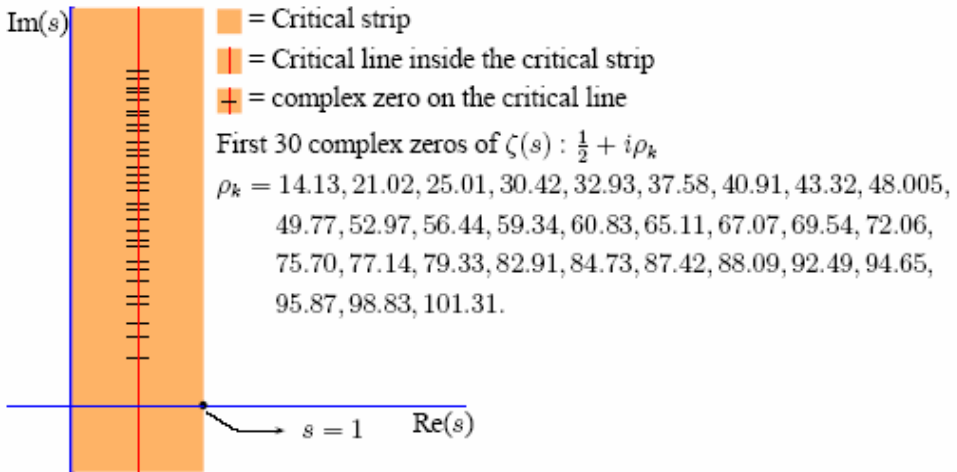 Im(s)
= Critical strip
= Critical line inside the critical strip
= complex zero on the critical line
First 30 complex zeros of ζ(s) : 1/2 + iρₖ
ρₖ = 14.13, 21.02, 25.01, 30.42, 32.93, 37.58, 40.91, 43.32, 48.005,
49.77, 52.97, 56.44, 59.34, 60.83, 65.11, 67.07, 69.54, 72.06,
75.70, 77.14, 79.33, 82.91, 84.73, 87.42, 88.09, 92.49, 94.65,
95.87, 98.83, 101.31.
s = 1
Re(s)